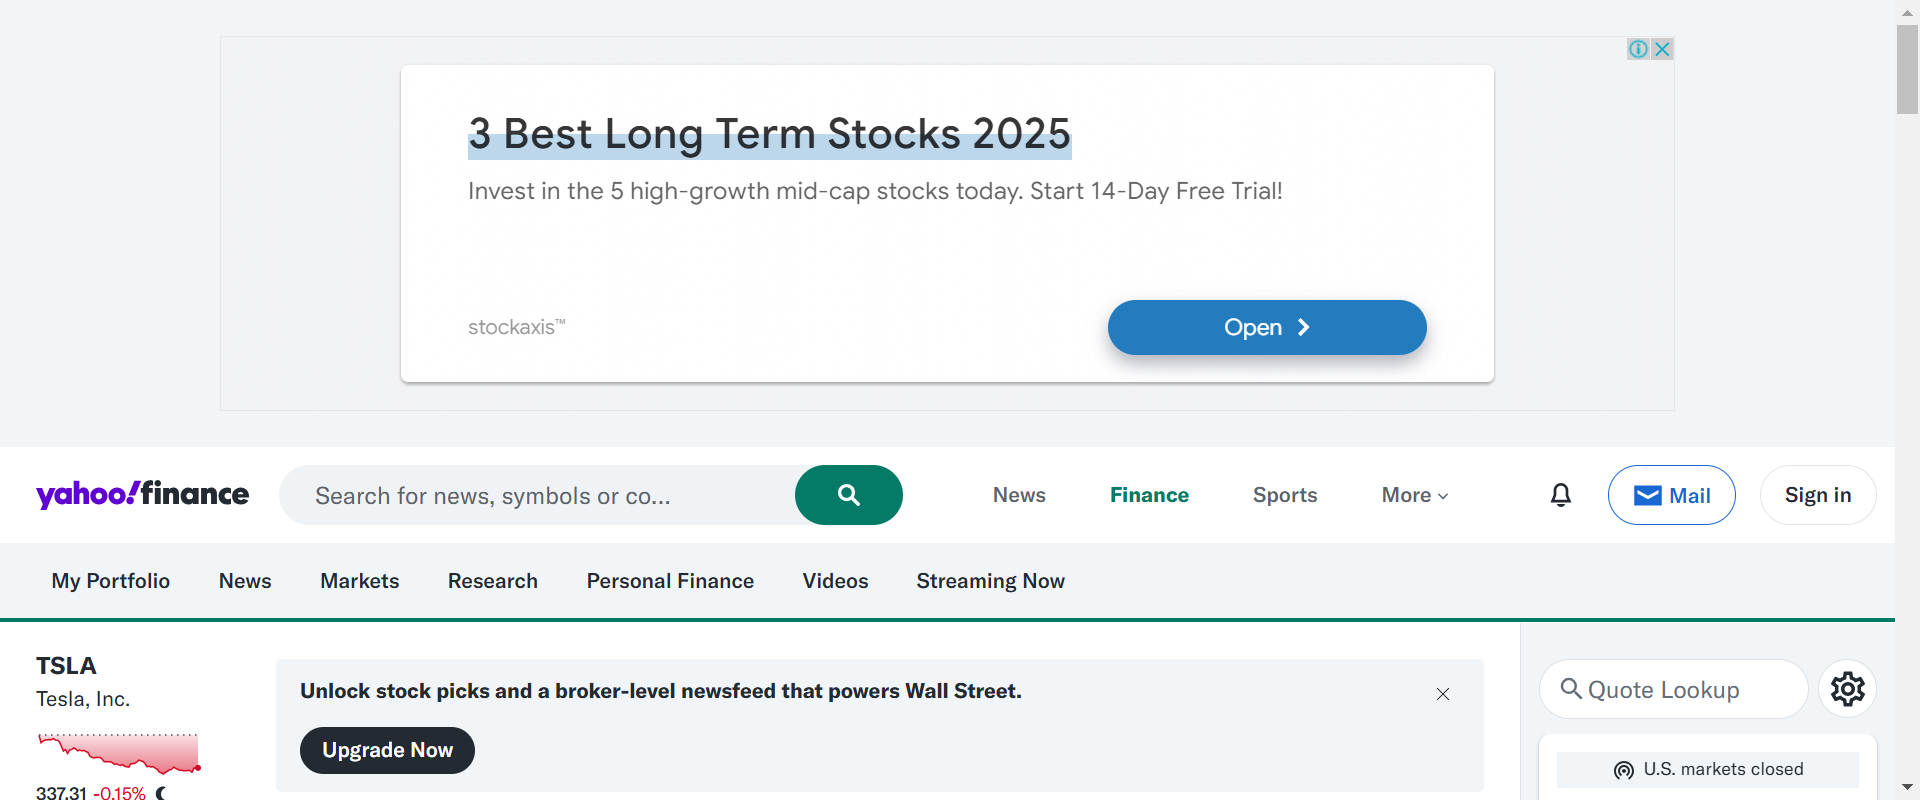 3 Best Long Term Stocks 2025
Invest in the 5 high-growth mid-cap stocks today. Start 14-Day Free Trial!
stockaxis™
Open
yahoo!finance
Search for news, symbols or co...
News
Finance
Sports
More
Mail
Sign in
My Portfolio
News
Markets
Research
Personal Finance
Videos
Streaming Now
TSLA
Tesla, Inc.
337.31 -0.15%
Unlock stock picks and a broker-level newsfeed that powers Wall Street.
Upgrade Now
Quote Lookup
U.S. markets closed